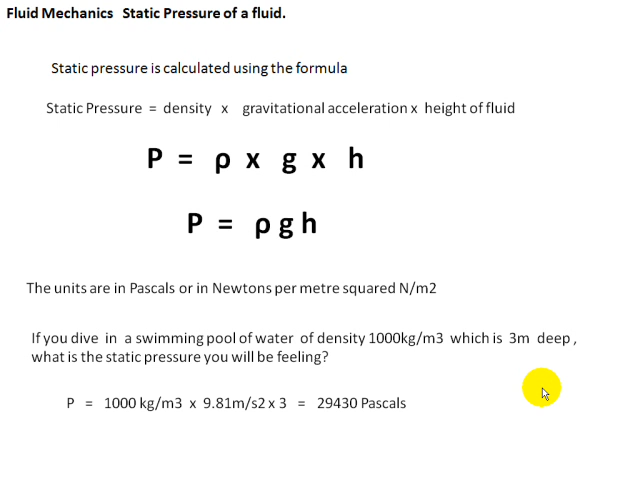 Fluid Mechanics Static Pressure of a fluid.
Static pressure is calculated using the formula
Static Pressure = density x gravitational acceleration x height of fluid
P = ρ x g x h
P = ρ g h
The units are in Pascals or in Newtons per metre squared N/m2
If you dive in a swimming pool of water of density 1000kg/m3 which is 3m deep,
what is the static pressure you will be feeling?
P = 1000 kg/m3 x 9.81m/s2 x 3 = 29430 Pascals